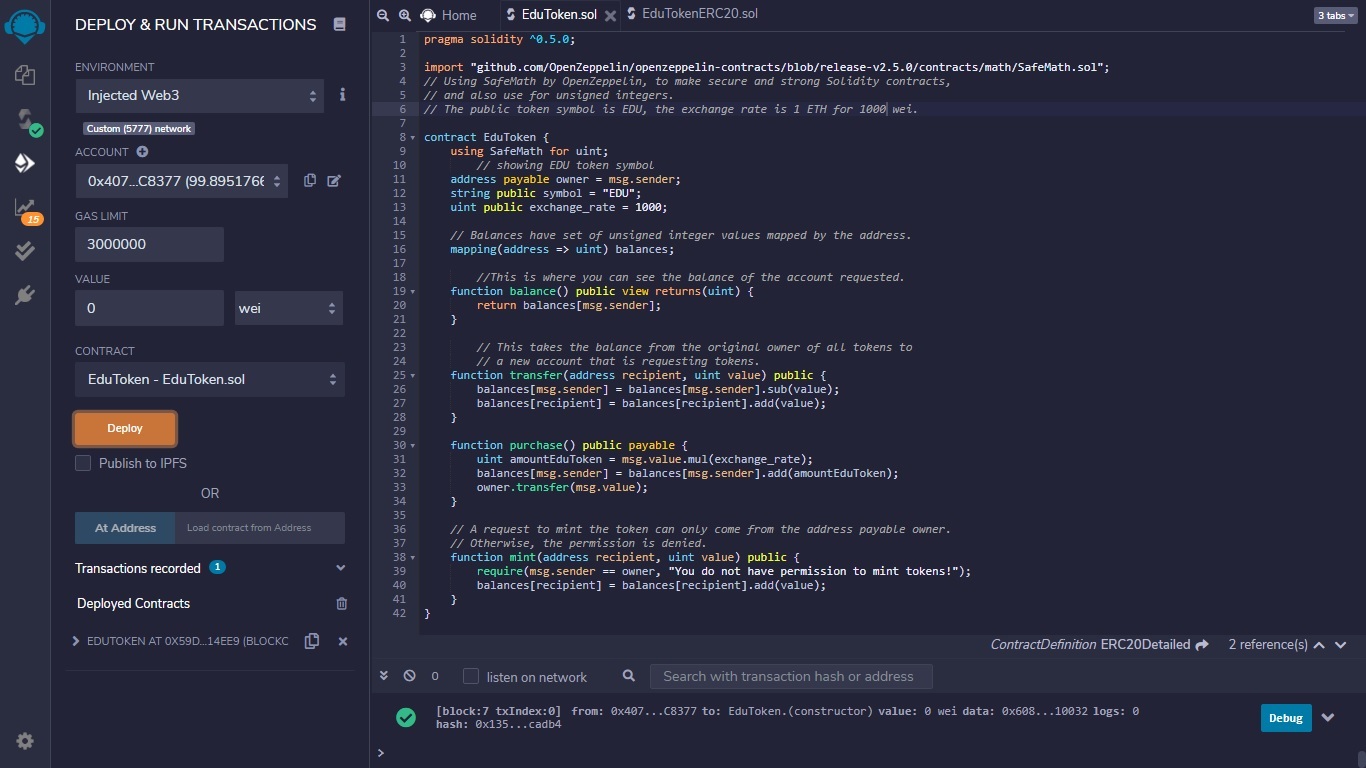 DEPLOY & RUN TRANSACTIONS
ENVIRONMENT
Injected Web3
Custom (5777) network
ACCOUNT
0x407...C8377 (99.8951766
GAS LIMIT
3000000
VALUE
0
wei
CONTRACT
EduToken - EduToken.sol
Deploy
Publish to IPFS
OR
At Address
Load contract from Address
Transactions recorded 1
Deployed Contracts
EDUTOKEN AT 0X59D...14EE9 (BLOCKC
15
Home
EduToken.sol
EduTokenERC20.sol
3 tabs
1 pragma solidity ^0.5.0;
2
3 import "github.com/OpenZeppelin/openzeppelin-contracts/blob/release-v2.5.0/contracts/math/SafeMath.sol";
4 // Using SafeMath by OpenZeppelin, to make secure and strong Solidity contracts,
5 // and also use for unsigned integers.
6 // The public token symbol is EDU, the exchange rate is 1 ETH for 1000 wei.
7
8 contract EduToken {
9 using SafeMath for uint;
10 // showing EDU token symbol
11 address payable owner = msg.sender;
12 string public symbol = "EDU";
13 uint public exchange_rate = 1000;
14
15 // Balances have set of unsigned integer values mapped by the address.
16 mapping(address => uint) balances;
17
18 //This is where you can see the balance of the account requested.
19 function balance() public view returns(uint) {
20 return balances[msg.sender];
21 }
22
23 // This takes the balance from the original owner of all tokens to
24 // a new account that is requesting tokens.
25 function transfer(address recipient, uint value) public {
26 balances[msg.sender] = balances[msg.sender].sub(value);
27 balances[recipient] = balances[recipient].add(value);
28 }
29
30 function purchase() public payable {
31 uint amountEduToken = msg.value.mul(exchange_rate);
32 balances[msg.sender] = balances[msg.sender].add(amountEduToken);
33 owner.transfer(msg.value);
34 }
35
36 // A request to mint the token can only come from the address payable owner.
37 // Otherwise, the permission is denied.
38 function mint(address recipient, uint value) public {
39 require(msg.sender == owner, "You do not have permission to mint tokens!");
40 balances[recipient] = balances[recipient].add(value);
41 }
42 }
ContractDefinition ERC20Detailed 2 reference(s)
0
listen on network
Search with transaction hash or address
[block:7 txIndex:0] from: 0x407...C8377 to: EduToken.(constructor) value: 0 wei data: 0x608...10032 logs: 0
hash: 0x135...cadb4
Debug
>